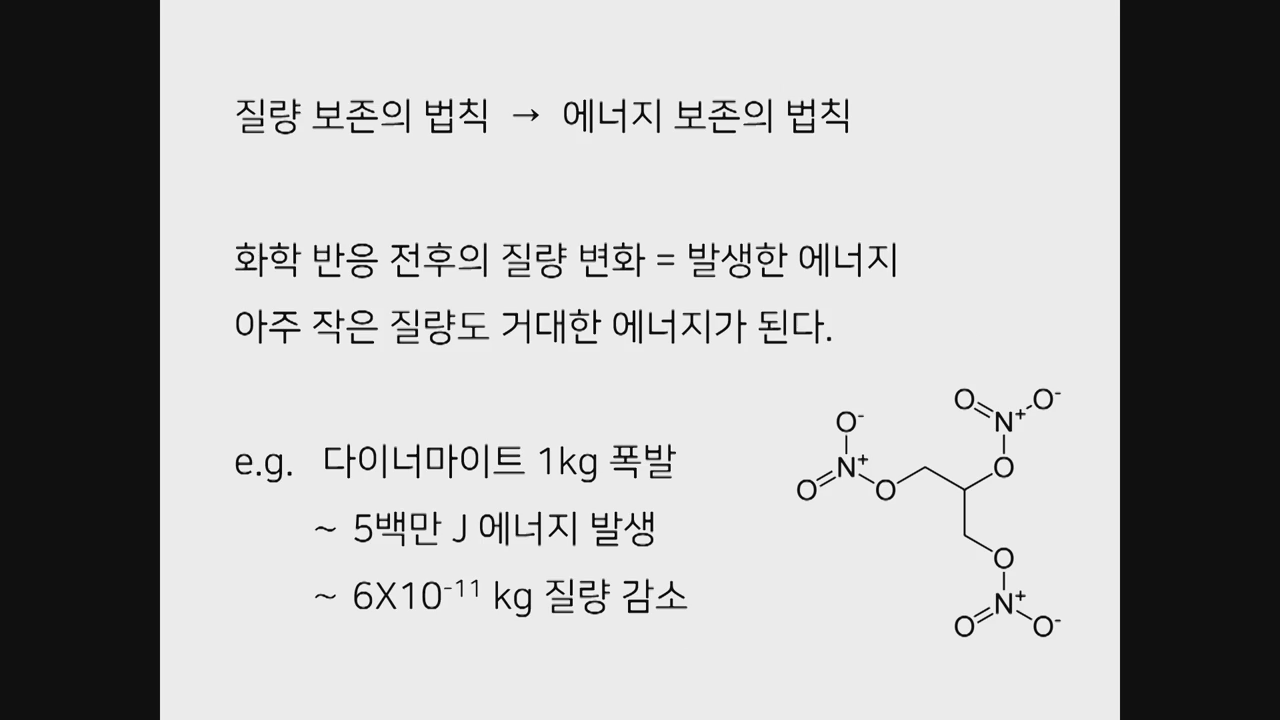 질량 보존의 법칙 → 에너지 보존의 법칙
화학 반응 전후의 질량 변화 = 발생한 에너지
아주 작은 질량도 거대한 에너지가 된다.
e.g. 다이너마이트 1kg 폭발
~ 5백만 J 에너지 발생
~ 6X10⁻¹¹ kg 질량 감소
O N⁺ O⁻
O⁻
O N⁺ O
O
O
O N⁺ O⁻